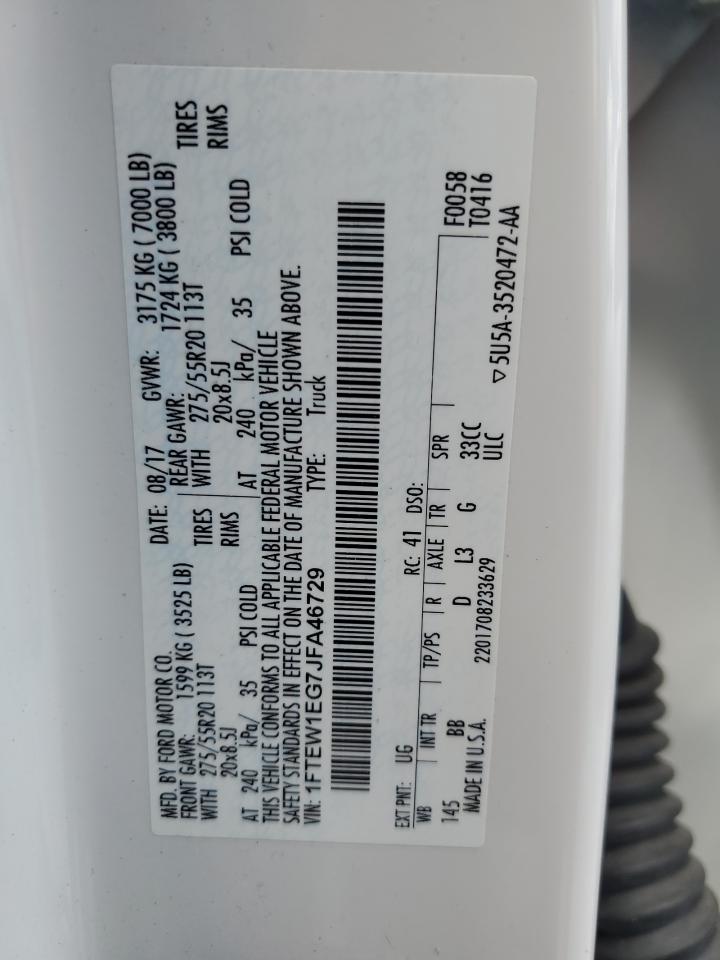 MFD. BY FORD MOTOR CO.
DATE: 08/17 GVWR: 3175 KG ( 7000 LB)
FRONT GAWR: 1599 KG ( 3525 LB)
REAR GAWR: 1724 KG ( 3800 LB)
WITH 275/55R20 113T TIRES
WITH 275/55R20 113T TIRES
20x8.5J RIMS
20x8.5J RIMS
AT 240 kPa/ 35 PSI COLD
AT 240 kPa/ 35 PSI COLD
THIS VEHICLE CONFORMS TO ALL APPLICABLE FEDERAL MOTOR VEHICLE
SAFETY STANDARDS IN EFFECT ON THE DATE OF MANUFACTURE SHOWN ABOVE.
VIN: 1FTEW1EG7JFA46729 TYPE: Truck
EXT PNT: UG RC: 41 DSO: F0058
WB INT TR TP/PS R AXLE TR SPR T0416
145 BB D L3 G 33CC
ULC
MADE IN U.S.A. 2201708233629 ▽5U5A-3520472-AA